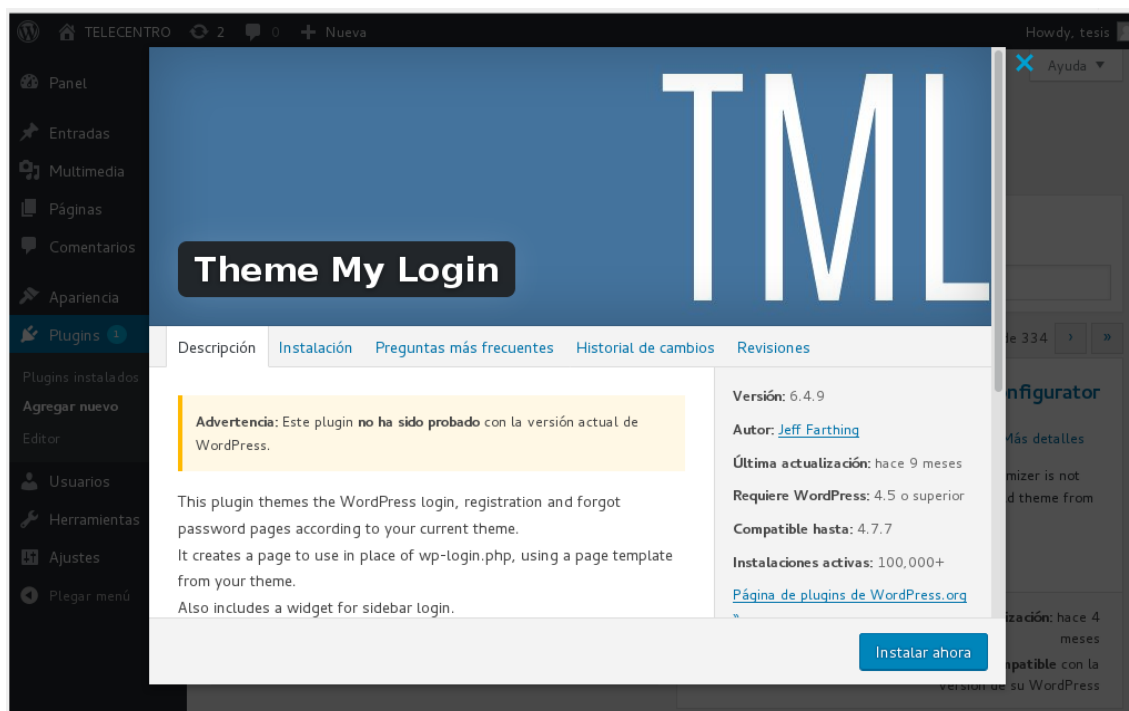 TELECENTRO 2 0 Nueva
Howdy, tesis
Ayuda
Panel
Entradas
Multimedia
Páginas
Comentarios
Apariencia
Plugins 1
Plugins instalados
Agregar nuevo
Editor
Usuarios
Herramientas
Ajustes
Plegar menú
TML
Theme My Login
Descripción Instalación Preguntas más frecuentes Historial de cambios Revisiones
Advertencia: Este plugin no ha sido probado con la versión actual de
WordPress.
This plugin themes the WordPress login, registration and forgot
password pages according to your current theme.
It creates a page to use in place of wp-login.php, using a page template
from your theme.
Also includes a widget for sidebar login.
Versión: 6.4.9
Autor: Jeff Farthing
Última actualización: hace 9 meses
Requiere WordPress: 4.5 o superior
Compatible hasta: 4.7.7
Instalaciones activas: 100,000+
Página de plugins de WordPress.org
»
Instalar ahora
de 334 › »
Más detalles
is not
theme from
hace 4
meses
con la
versión de su WordPress